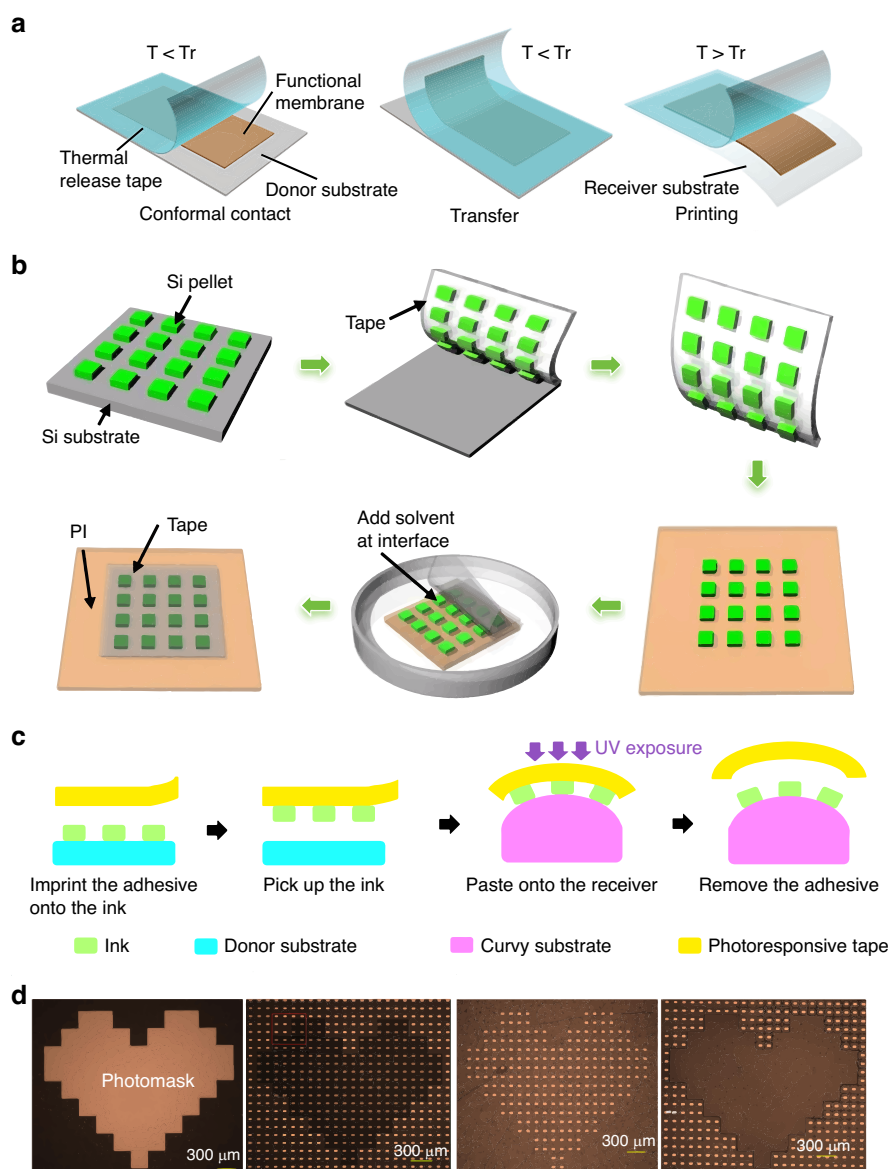 a
T < Tr
T < Tr
T > Tr
Functional
membrane
Thermal
release tape
Donor substrate
Receiver substrate
Conformal contact
Transfer
Printing
b
Si pellet
Tape
Si substrate
PI
Tape
Add solvent
at interface
c
UV exposure
Imprint the adhesive
onto the ink
Pick up the ink
Paste onto the receiver
Remove the adhesive
Ink
Donor substrate
Curvy substrate
Photoresponsive tape
d
Photomask
300 μm
300 μm
300 μm
300 μm